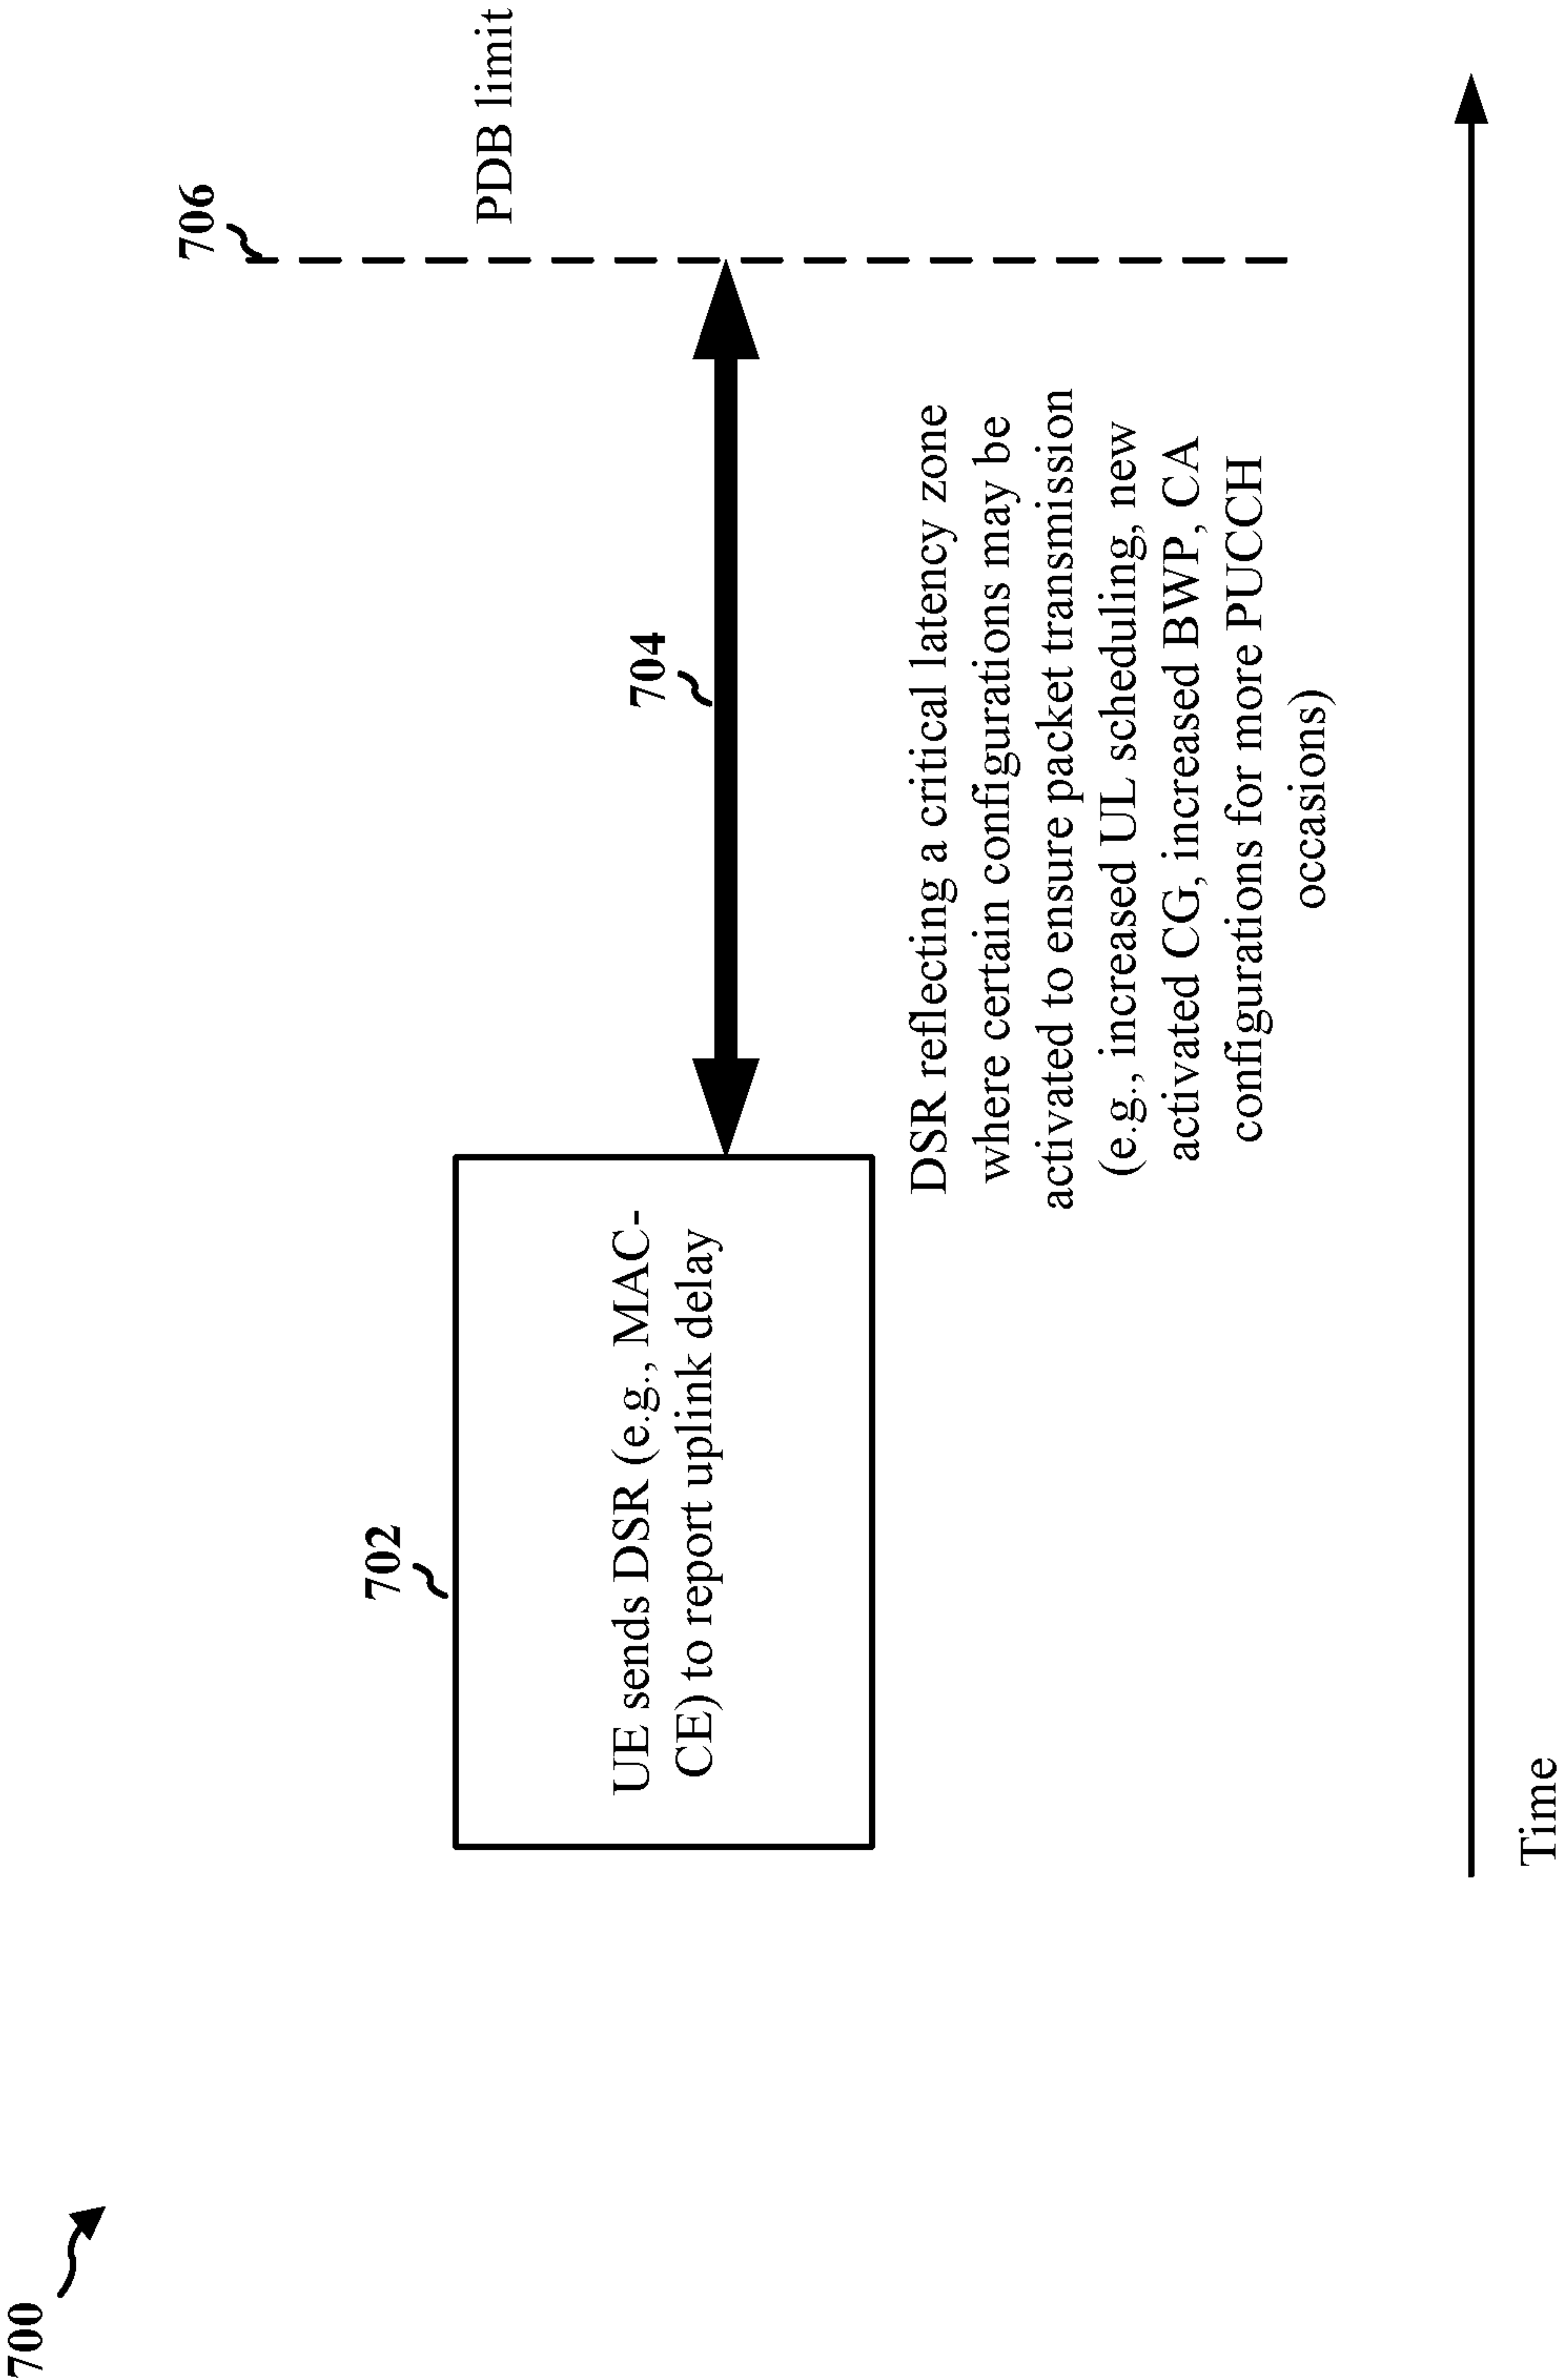 700
706
PDB limit
702
704
UE sends DSR (e.g., MAC-
CE) to report uplink delay
DSR reflecting a critical latency zone
where certain configurations may be
activated to ensure packet transmission
(e.g., increased UL scheduling, new
activated CG, increased BWP, CA
configurations for more PUCCH
occasions)
Time